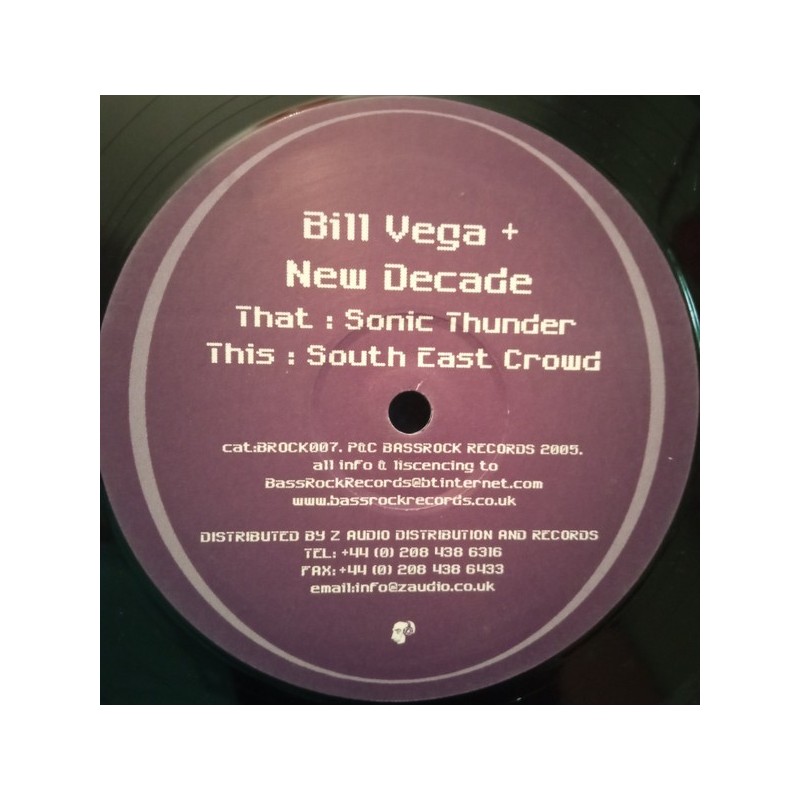 Bill Vega +
New Decade
That : Sonic Thunder
This : South East Crowd
cat:BROCK007. P&C BASSROCK RECORDS 2005.
all info & liscencing to
BassRockRecords@btinternet.com
www.bassrockrecords.co.uk
DISTRIBUTED BY Z AUDIO DISTRIBUTION AND RECORDS
TEL: +44 (0) 208 438 6316
FAX: +44 (0) 208 438 6433
email:info@zaudio.co.uk